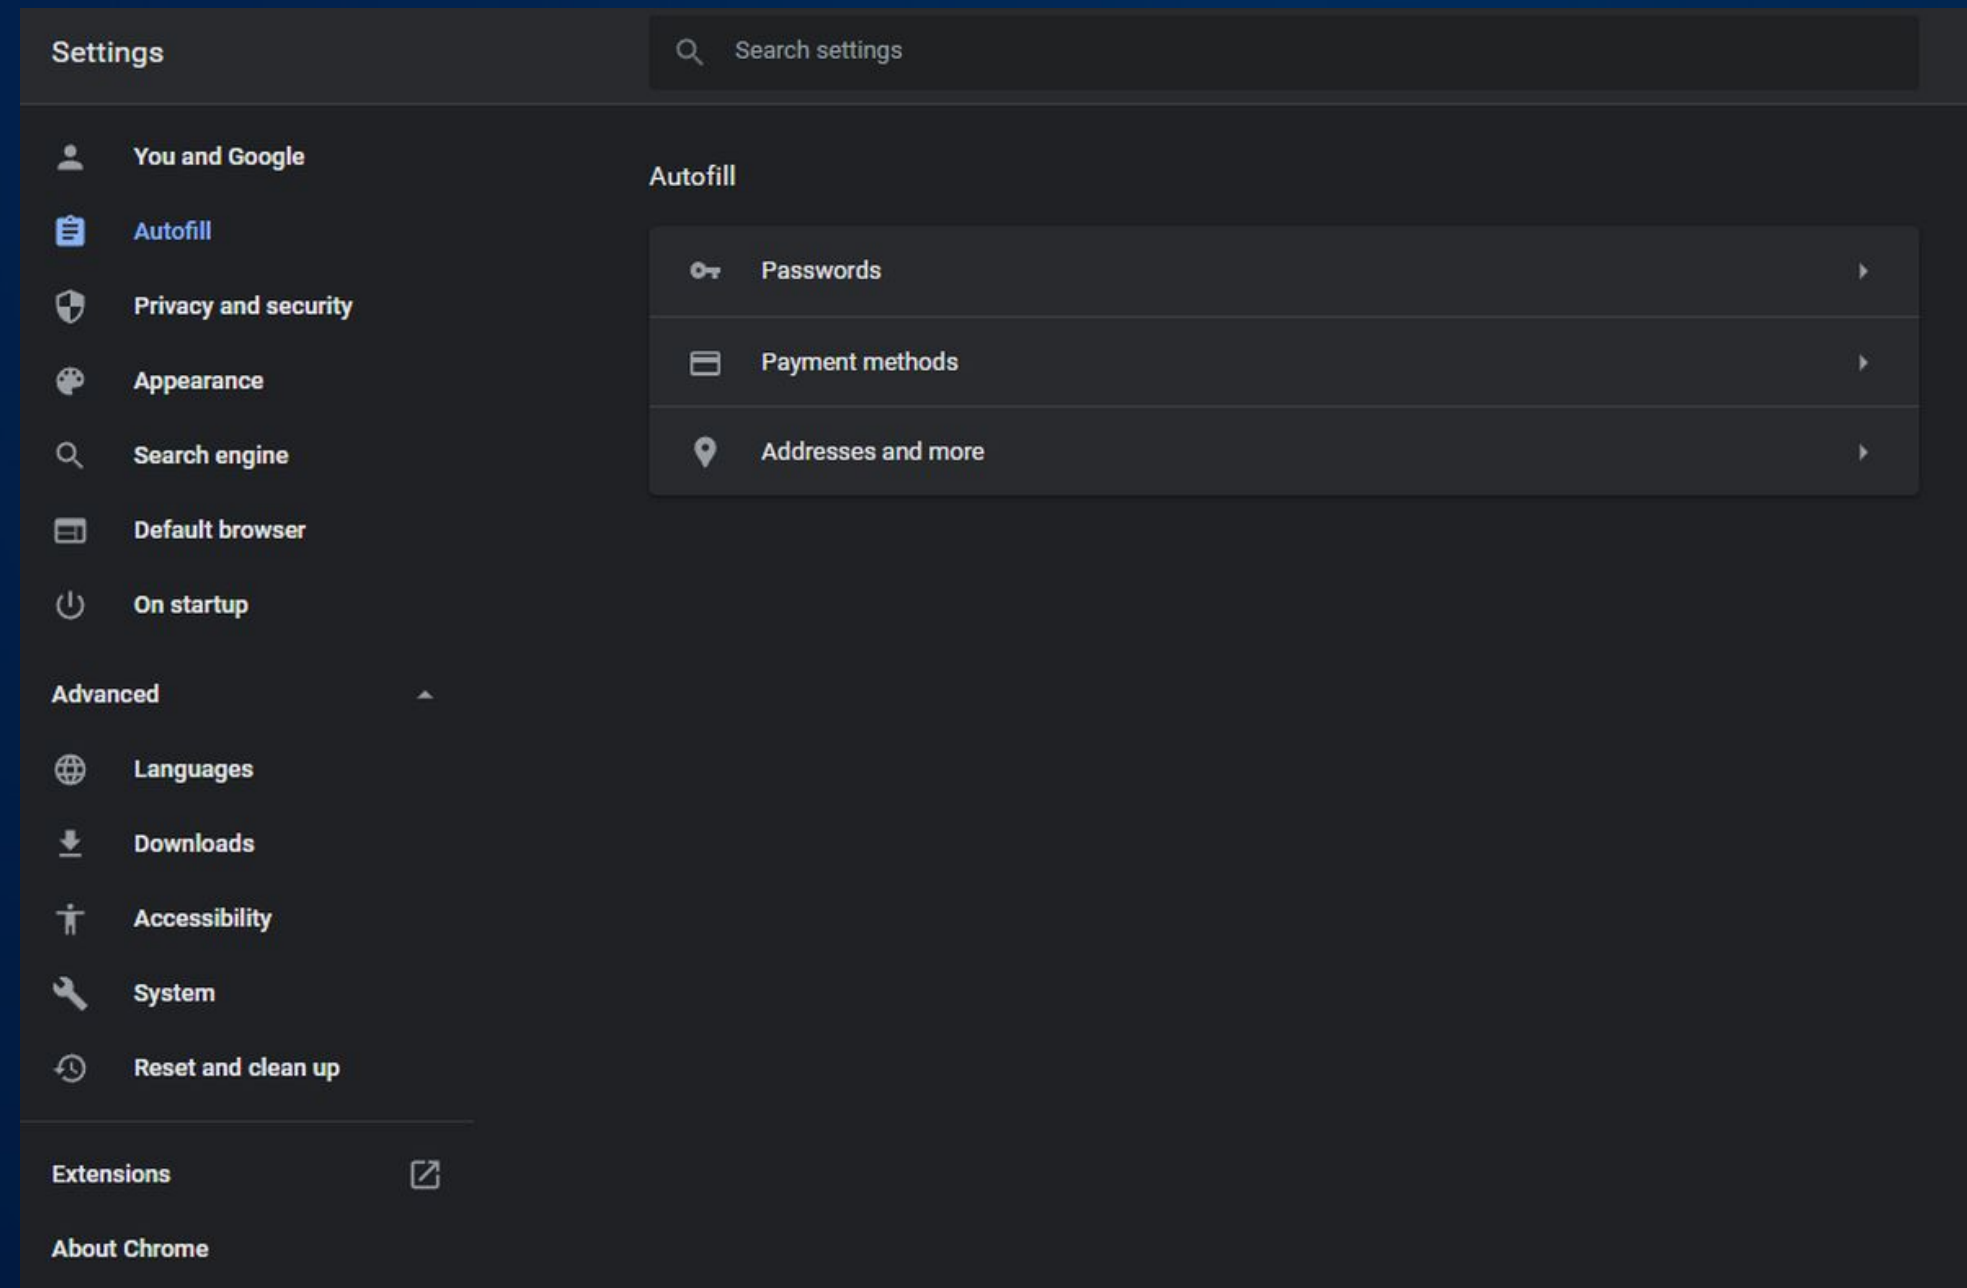 Settings
Search settings
You and Google
Autofill
Privacy and security
Appearance
Search engine
Default browser
On startup
Advanced
Languages
Downloads
Accessibility
System
Reset and clean up
Extensions
About Chrome
Autofill
Passwords
Payment methods
Addresses and more